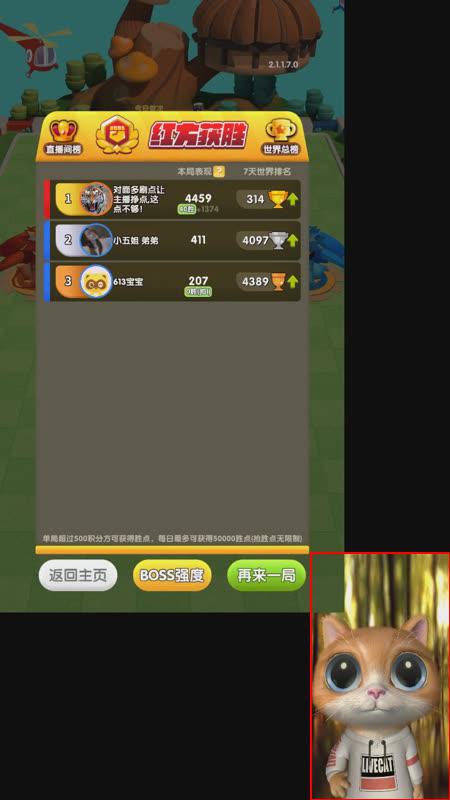 2.1.1.7.0
红方获胜
直播间榜
世界总榜
本局表现 ? 7天世界排名
1 对面多刷点让 4459 314
主播挣点,这
点不够! +1374
2 小五姐 弟弟 411 4097
3 613宝宝 207 4389
单局超过500积分方可获得胜点，每日最多可获得50000胜点(抢胜点无限制)
返回主页 BOSS强度 再来一局
LIVECAT